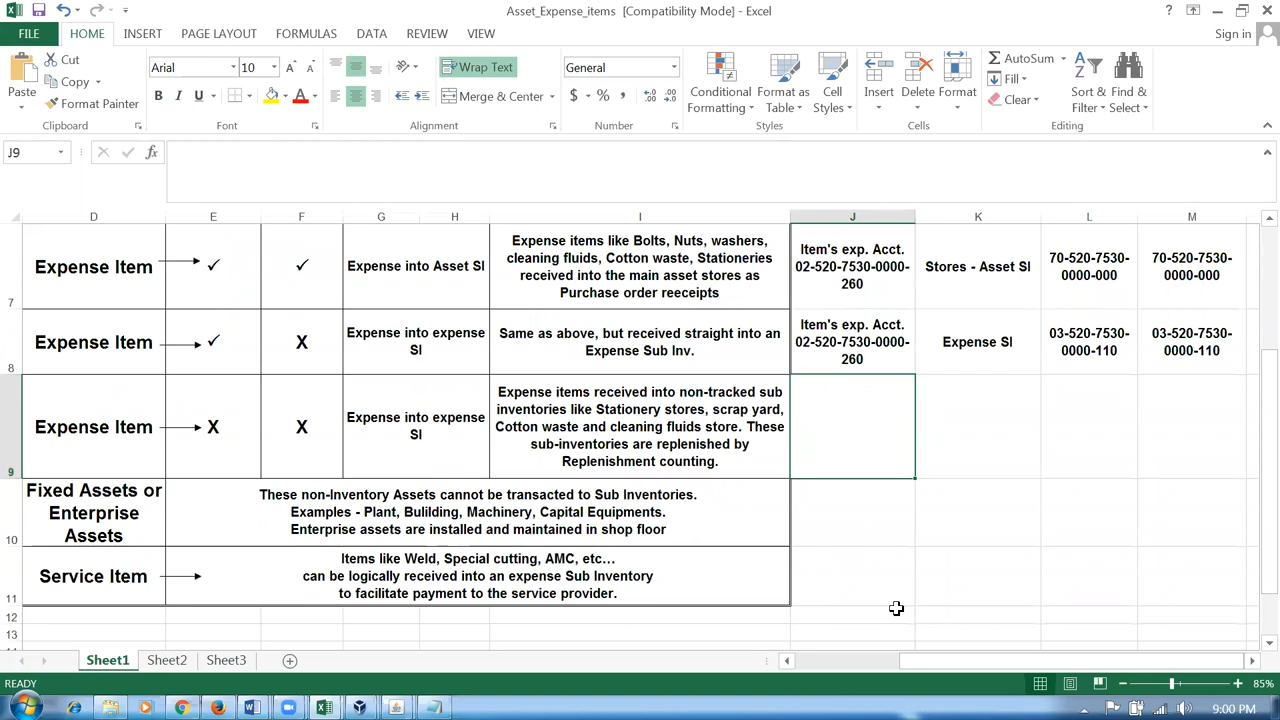 Asset_Expense_items [Compatibility Mode] - Excel
?
FILE
HOME
INSERT
PAGE LAYOUT
FORMULAS
DATA
REVIEW
VIEW
Sign in
Paste
Cut
Copy
Format Painter
Clipboard
Arial
10
B I U
A A
A
Font
Wrap Text
Merge & Center
Alignment
General
$ % ,
Number
Conditional
Formatting
Format as
Table
Cell
Styles
Styles
Insert
Delete
Format
Cells
AutoSum
Fill
Clear
Sort &
Filter
Find &
Select
Editing
J9
fx
D E F G H I J K L M
7
Expense Item
✓
✓
Expense into Asset SI
Expense items like Bolts, Nuts, washers,
cleaning fluids, Cotton waste, Stationeries
received into the main asset stores as
Purchase order reeceipts
Item's exp. Acct.
02-520-7530-0000-
260
Stores - Asset SI
70-520-7530-
0000-000
70-520-7530-
0000-000
8
Expense Item
✓
X
Expense into expense
SI
Same as above, but received straight into an
Expense Sub Inv.
Item's exp. Acct.
02-520-7530-0000-
260
Expense SI
03-520-7530-
0000-110
03-520-7530-
0000-110
9
Expense Item
X
X
Expense into expense
SI
Expense items received into non-tracked sub
inventories like Stationery stores, scrap yard,
Cotton waste and cleaning fluids store. These
sub-inventories are replenished by
Replenishment counting.
10
Fixed Assets or
Enterprise
Assets
These non-Inventory Assets cannot be transacted to Sub Inventories.
Examples - Plant, Bulilding, Machinery, Capital Equipments.
Enterprise assets are installed and maintained in shop floor
11
Service Item
Items like Weld, Special cutting, AMC, etc...
can be logically received into an expense Sub Inventory
to facilitate payment to the service provider.
12
13
Sheet1
Sheet2
Sheet3
READY
85%
9:00 PM